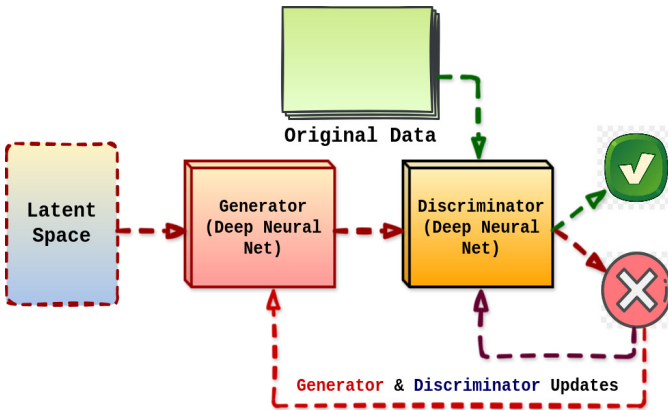 Original Data
Latent
Space
Generator
(Deep Neural
Net)
Discriminator
(Deep Neural
Net)
Generator & Discriminator Updates